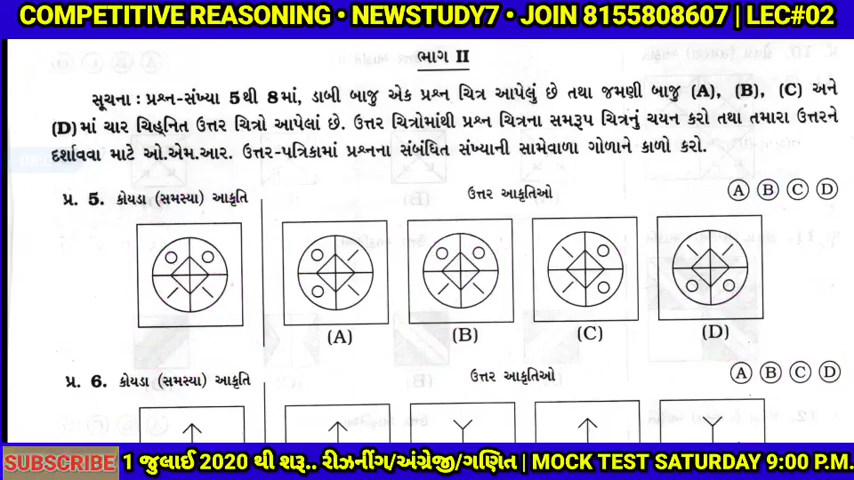 COMPETITIVE REASONING • NEWSTUDY7 • JOIN 8155808607 | LEC#02
ભાગ II
સૂચના : પ્રશ્ન-સંખ્યા 5 થી 8 માં, ડાબી બાજુ એક પ્રશ્ન ચિત્ર આપેલું છે તથા જમણી બાજુ (A), (B), (C) અને
(D) માં ચાર ચિહ્નિત ઉત્તર ચિત્રો આપેલાં છે. ઉત્તર ચિત્રોમાંથી પ્રશ્ન ચિત્રના સમરૂપ ચિત્રનું ચયન કરો તથા તમારા ઉત્તરને
દર્શાવવા માટે ઓ.એમ.આર. ઉત્તર-પત્રિકામાં પ્રશ્નના સંબંધિત સંખ્યાની સામેવાળા ગોળાને કાળો કરો.
પ્ર. 5. કોયડા (સમસ્યા) આકૃતિ ઉત્તર આકૃતિઓ A B C D
(A) (B) (C) (D)
પ્ર. 6. કોયડા (સમસ્યા) આકૃતિ ઉત્તર આકૃતિઓ A B C D
SUBSCRIBE 1 જુલાઈ 2020 થી શરૂ.. રીઝનીંગ/અંગ્રેજી/ગણિત | MOCK TEST SATURDAY 9:00 P.M.